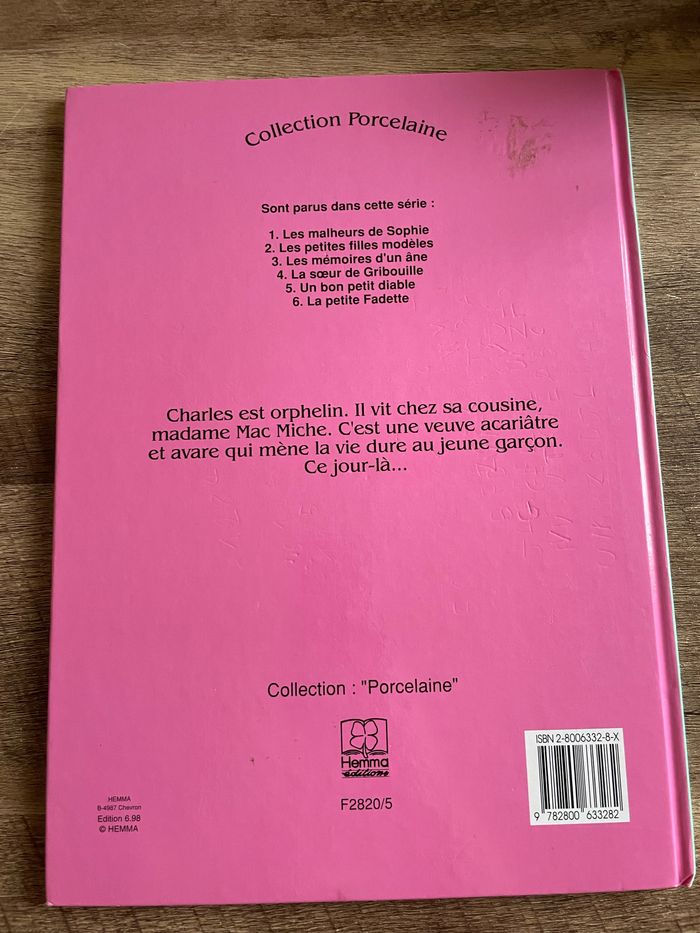 Collection Porcelaine
Sont parus dans cette série :
1. Les malheurs de Sophie
2. Les petites filles modèles
3. Les mémoires d'un âne
4. La sœur de Gribouille
5. Un bon petit diable
6. La petite Fadette
Charles est orphelin. Il vit chez sa cousine,
madame Mac Miche. C'est une veuve acariâtre
et avare qui mène la vie dure au jeune garçon.
Ce jour-là...
Collection : "Porcelaine"
Hemma
éditions
F2820/5
HEMMA
B-4987 Chevron
Edition 6.98
© HEMMA
ISBN 2-8006332-8-X
9 782800 633282